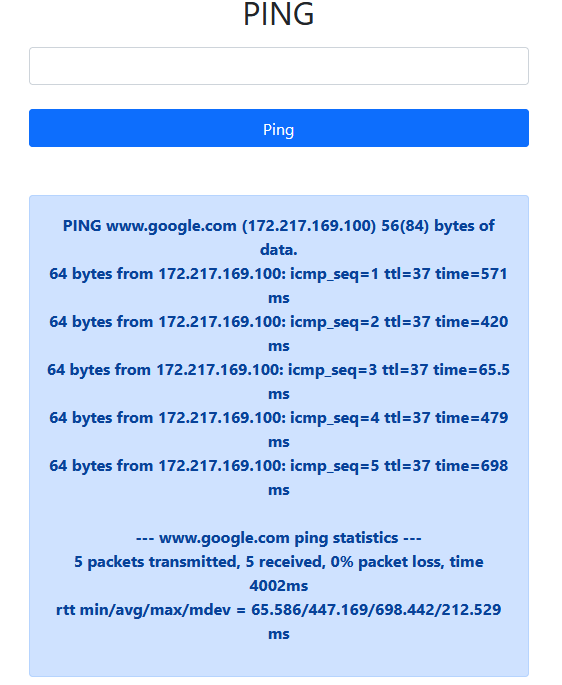 PING
Ping
PING www.google.com (172.217.169.100) 56(84) bytes of
data.
64 bytes from 172.217.169.100: icmp_seq=1 ttl=37 time=571
ms
64 bytes from 172.217.169.100: icmp_seq=2 ttl=37 time=420
ms
64 bytes from 172.217.169.100: icmp_seq=3 ttl=37 time=65.5
ms
64 bytes from 172.217.169.100: icmp_seq=4 ttl=37 time=479
ms
64 bytes from 172.217.169.100: icmp_seq=5 ttl=37 time=698
ms
--- www.google.com ping statistics ---
5 packets transmitted, 5 received, 0% packet loss, time
4002ms
rtt min/avg/max/mdev = 65.586/447.169/698.442/212.529
ms